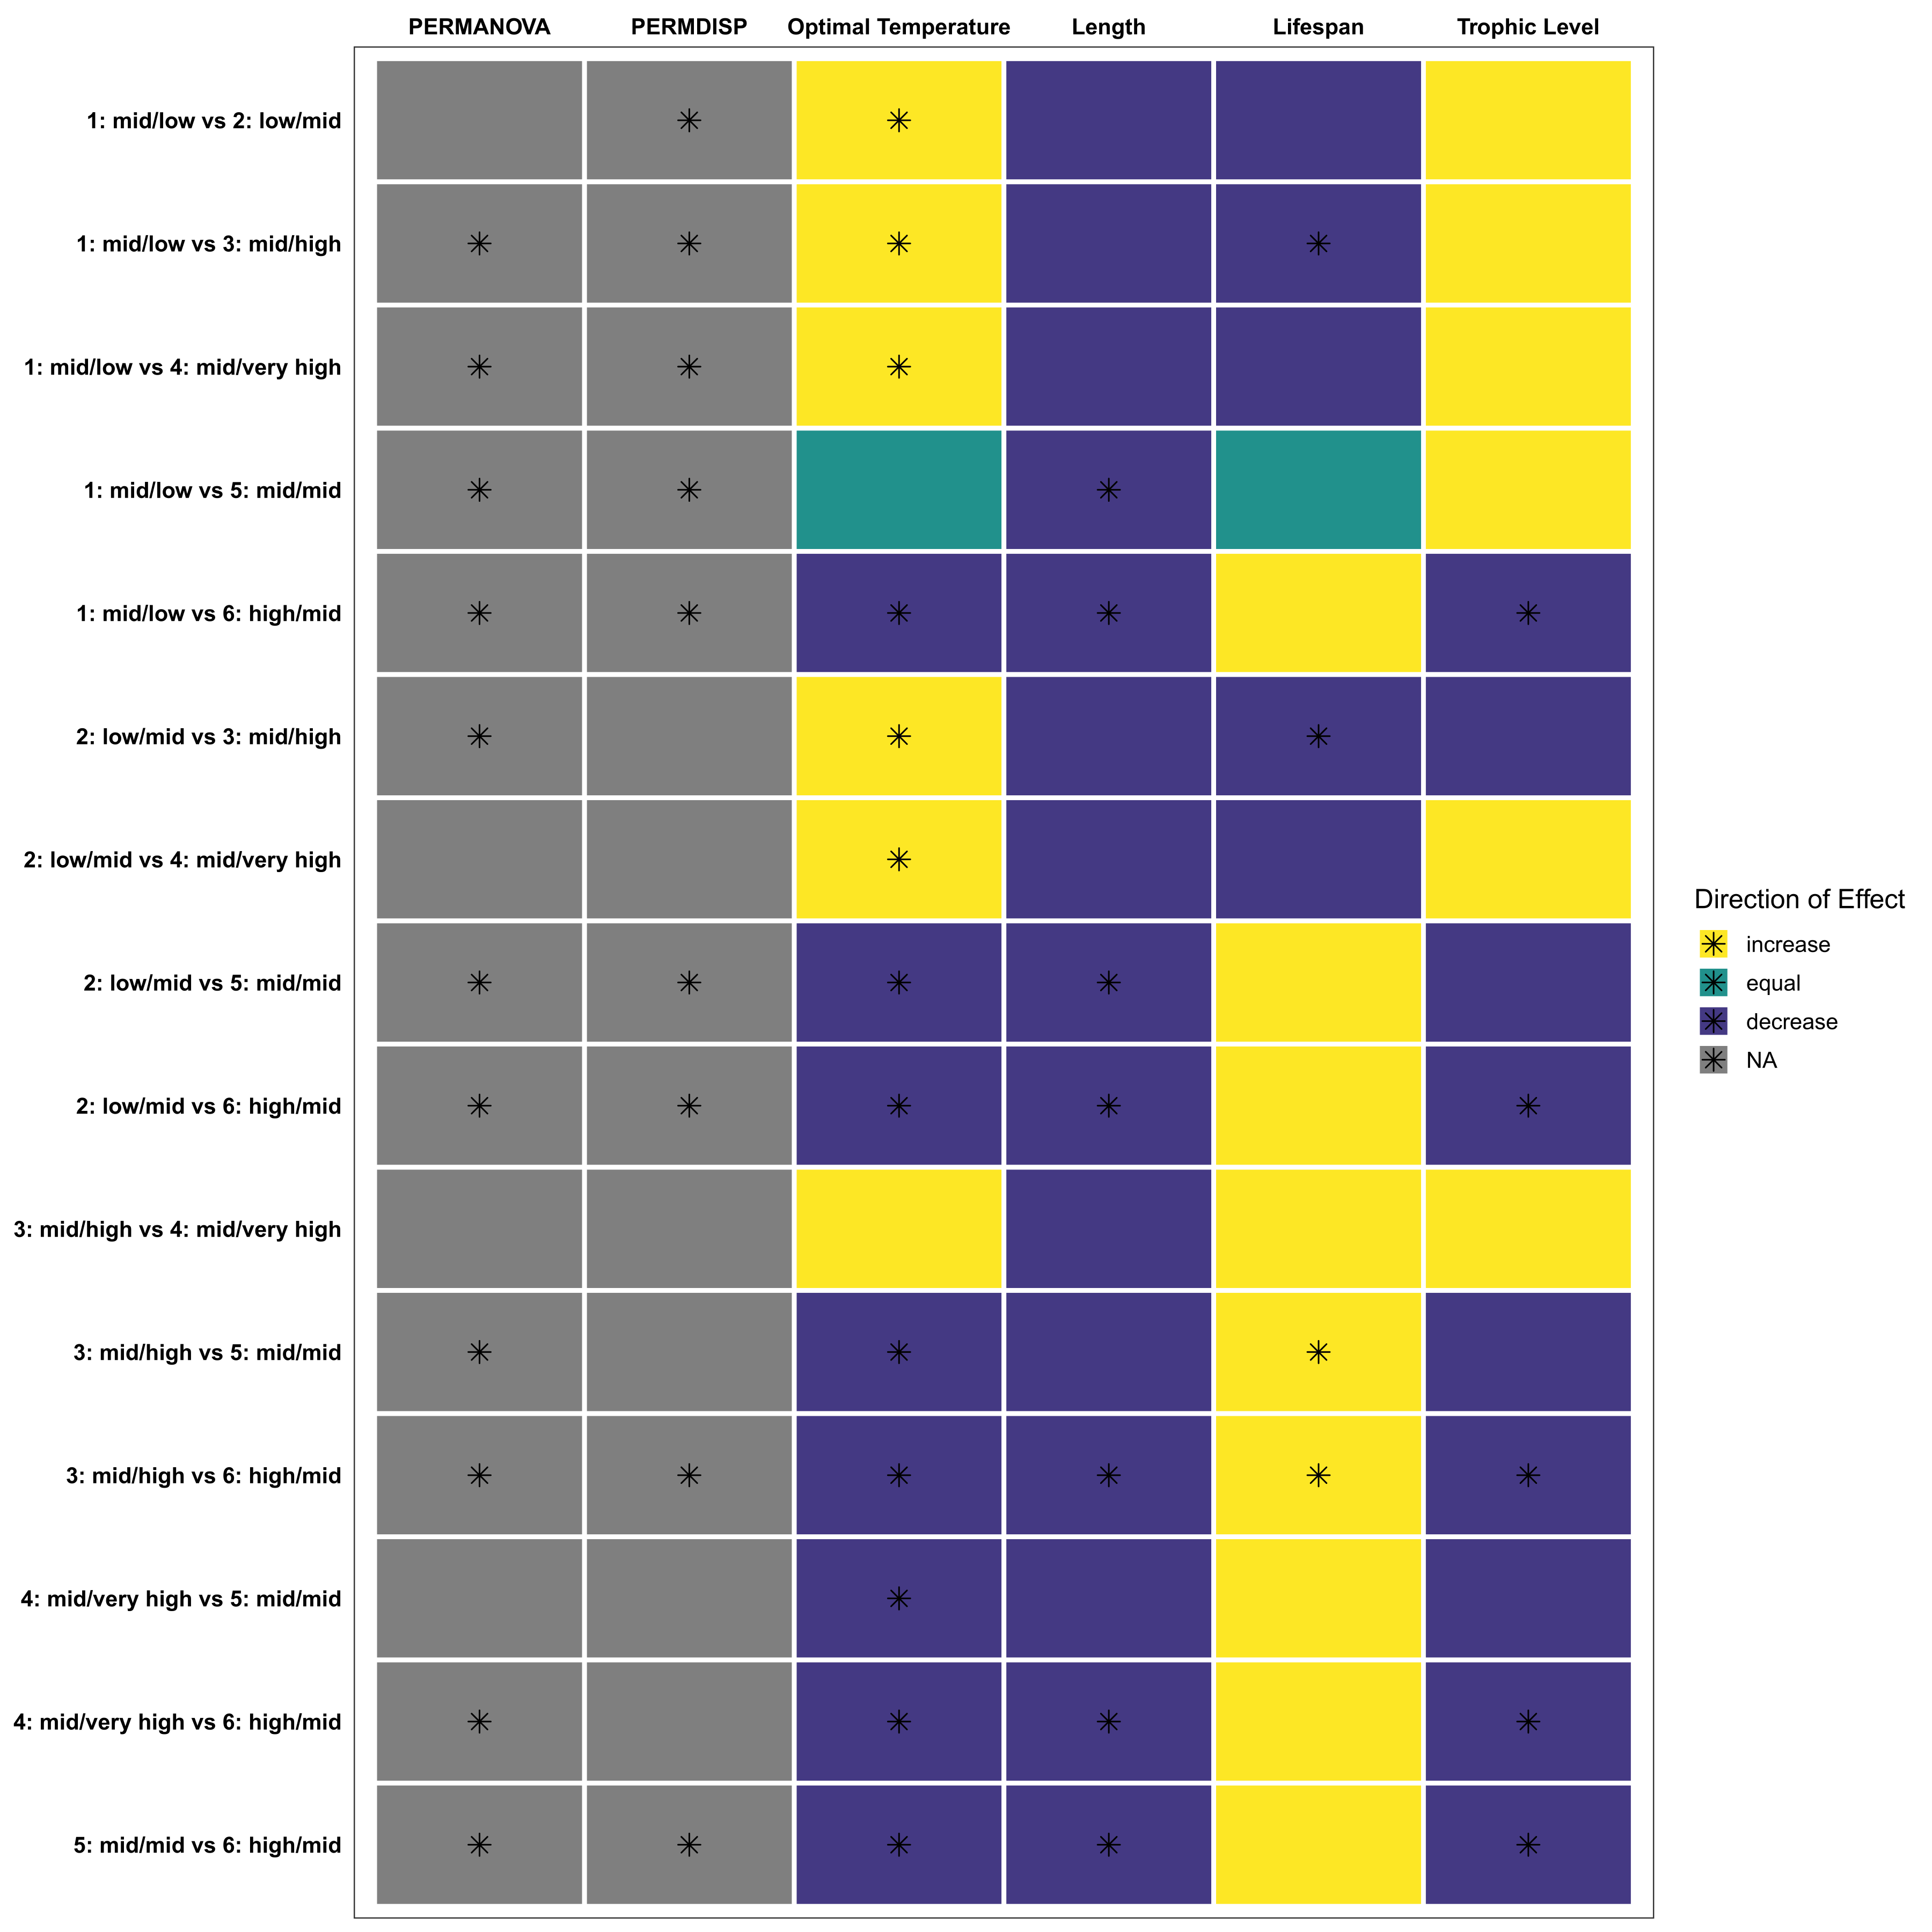 PERMANOVA PERMDISP Optimal Temperature Length Lifespan Trophic Level
1: mid/low vs 2: low/mid
1: mid/low vs 3: mid/high
1: mid/low vs 4: mid/very high
1: mid/low vs 5: mid/mid
1: mid/low vs 6: high/mid
2: low/mid vs 3: mid/high
2: low/mid vs 4: mid/very high
2: low/mid vs 5: mid/mid
2: low/mid vs 6: high/mid
3: mid/high vs 4: mid/very high
3: mid/high vs 5: mid/mid
3: mid/high vs 6: high/mid
4: mid/very high vs 5: mid/mid
4: mid/very high vs 6: high/mid
5: mid/mid vs 6: high/mid
Direction of Effect
increase
equal
decrease
NA